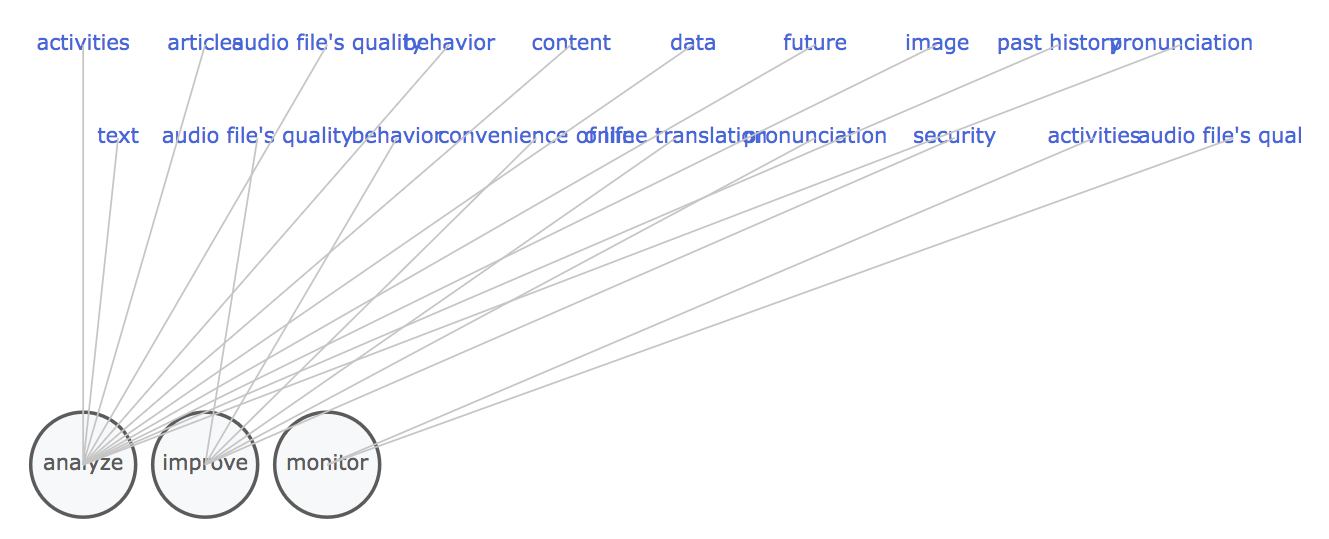 activities articles audio file's quality behavior content data future image past history pronunciation
text audio file's quality behavior convenience of life online translation pronunciation security activities audio file's qual
analyze improve monitor